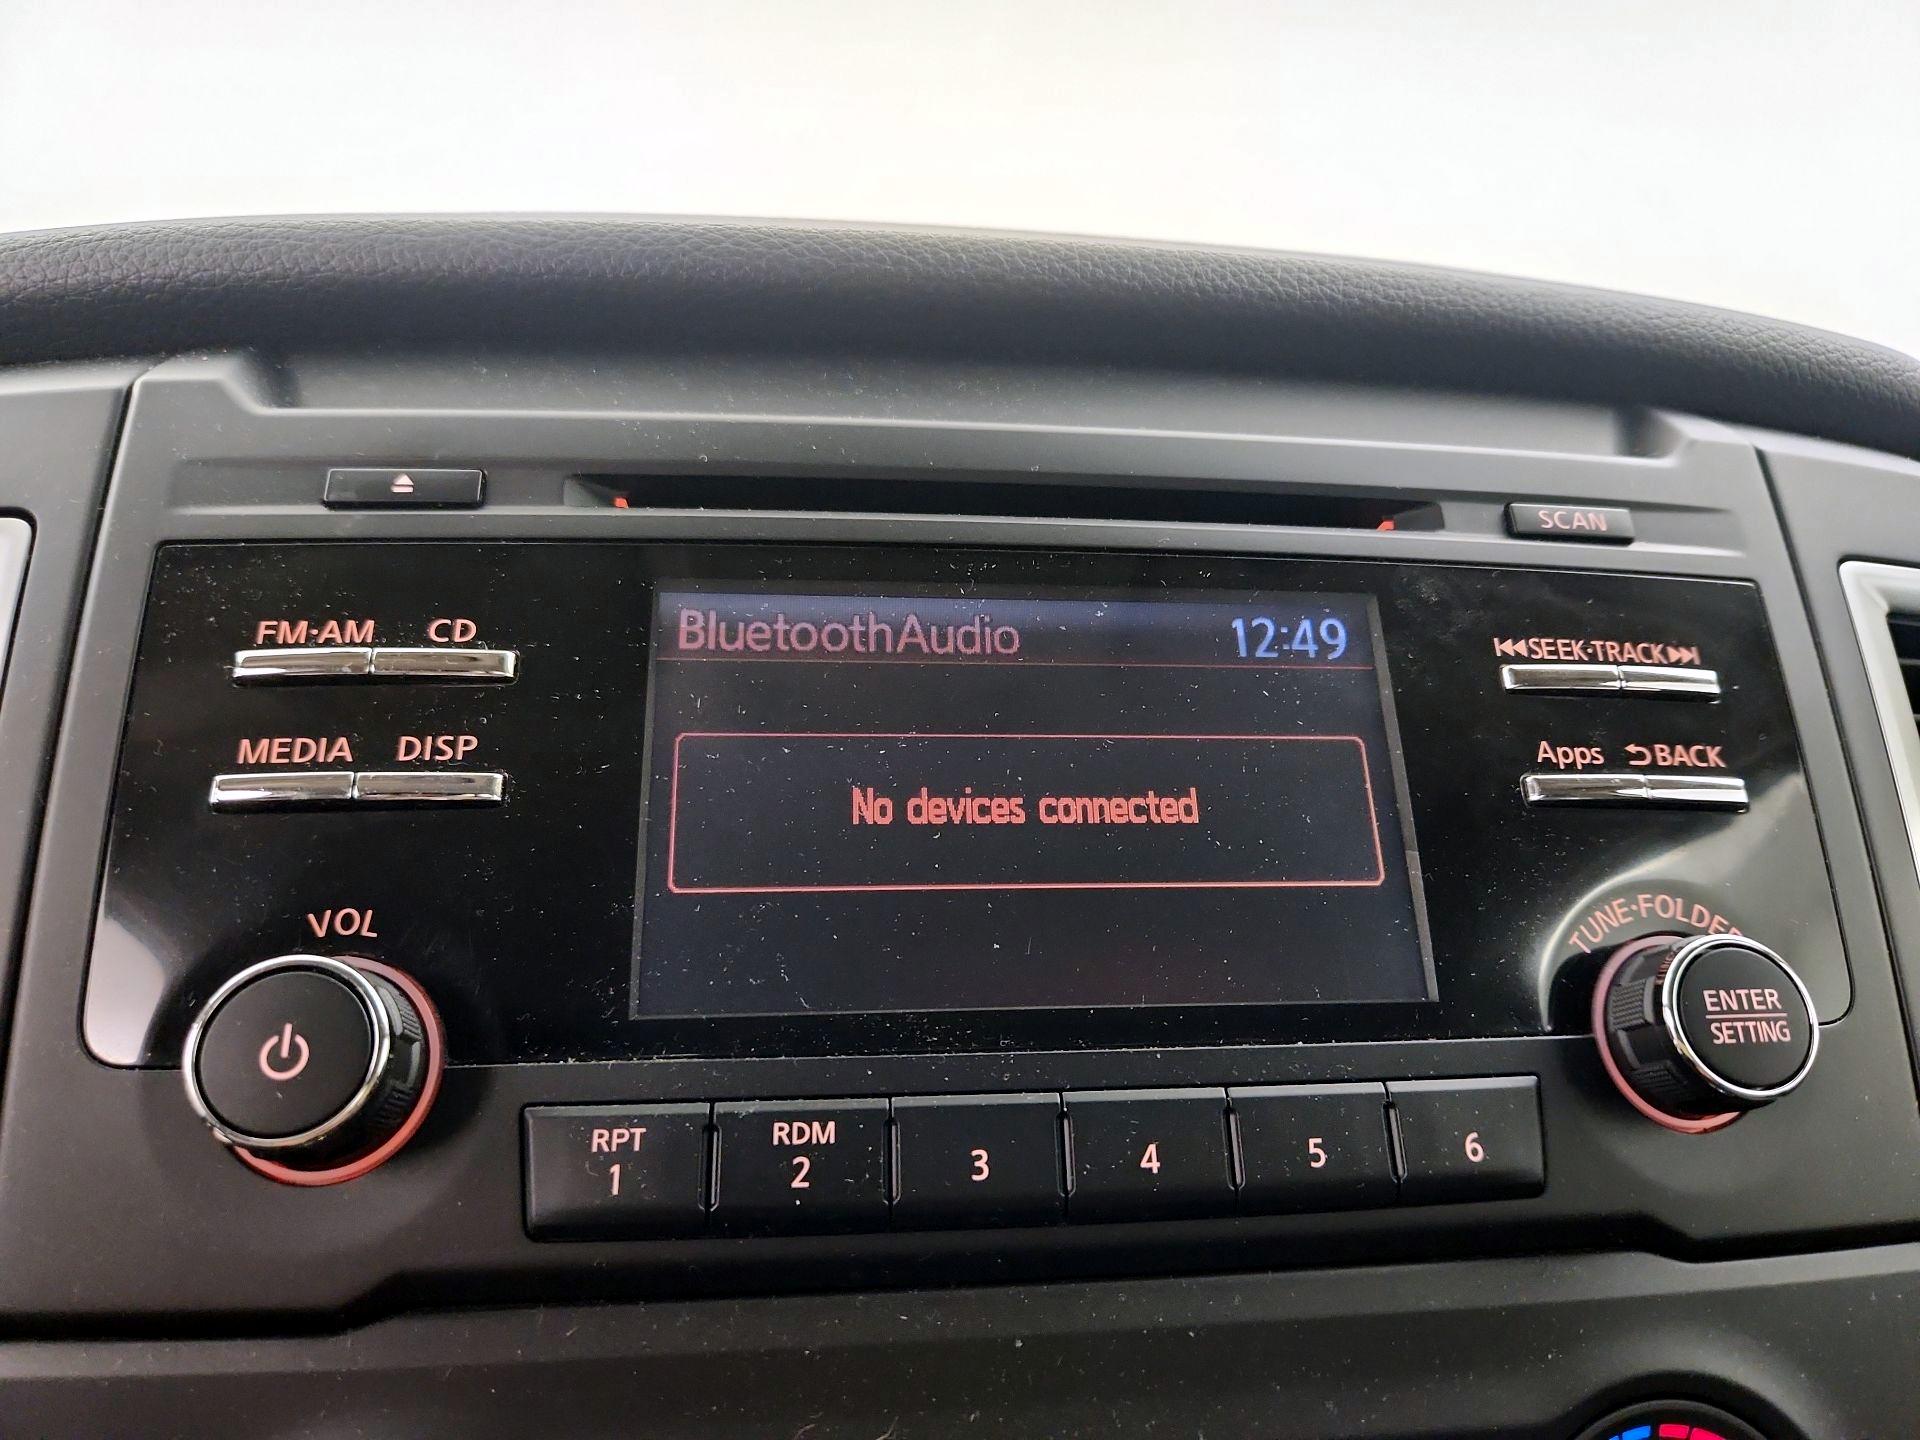 SCAN
FM·AM CD
BluetoothAudio 12:49
SEEK·TRACK
MEDIA DISP
Apps BACK
No devices connected
VOL
TUNE·FOLDER
ENTER
SETTING
RPT
1
RDM
2
3
4
5
6